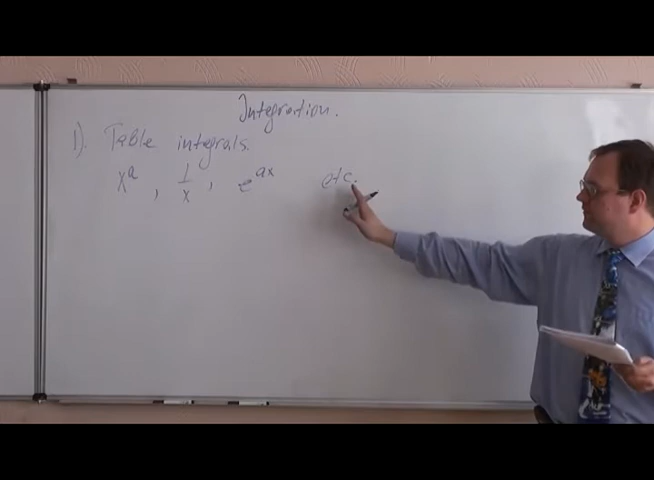 Integration.
1). Table integrals.
x^a, 1/x, e^ax etc.